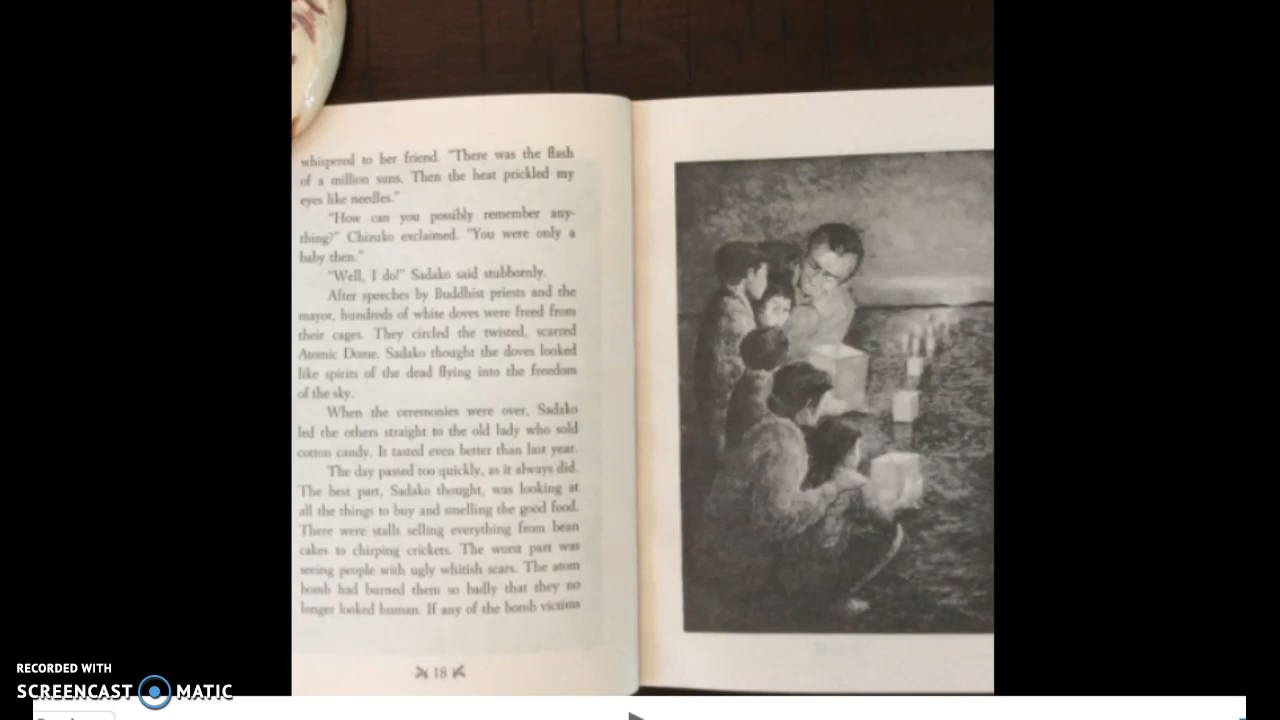 whispered to her friend. "There was the flash
of a million suns. Then the heat prickled my
eyes like needles."
"How can you possibly remember any-
thing?" Chizuko exclaimed. "You were only a
baby then."
"Well, I do!" Sadako said stubbornly.
After speeches by Buddhist priests and the
mayor, hundreds of white doves were freed from
their cages. They circled the twisted, scarred
Atomic Dome. Sadako thought the doves looked
like spirits of the dead flying into the freedom
of the sky.
When the ceremonies were over, Sadako
led the others straight to the old lady who sold
cotton candy. It tasted even better than last year.
The day passed too quickly, as it always did.
The best part, Sadako thought, was looking at
all the things to buy and smelling the good food.
There were stalls selling everything from bean
cakes to chirping crickets. The worst part was
seeing people with ugly whitish scars. The atom
bomb had burned them so badly that they no
longer looked human. If any of the bomb victims
18
RECORDED WITH
SCREENCAST MATIC